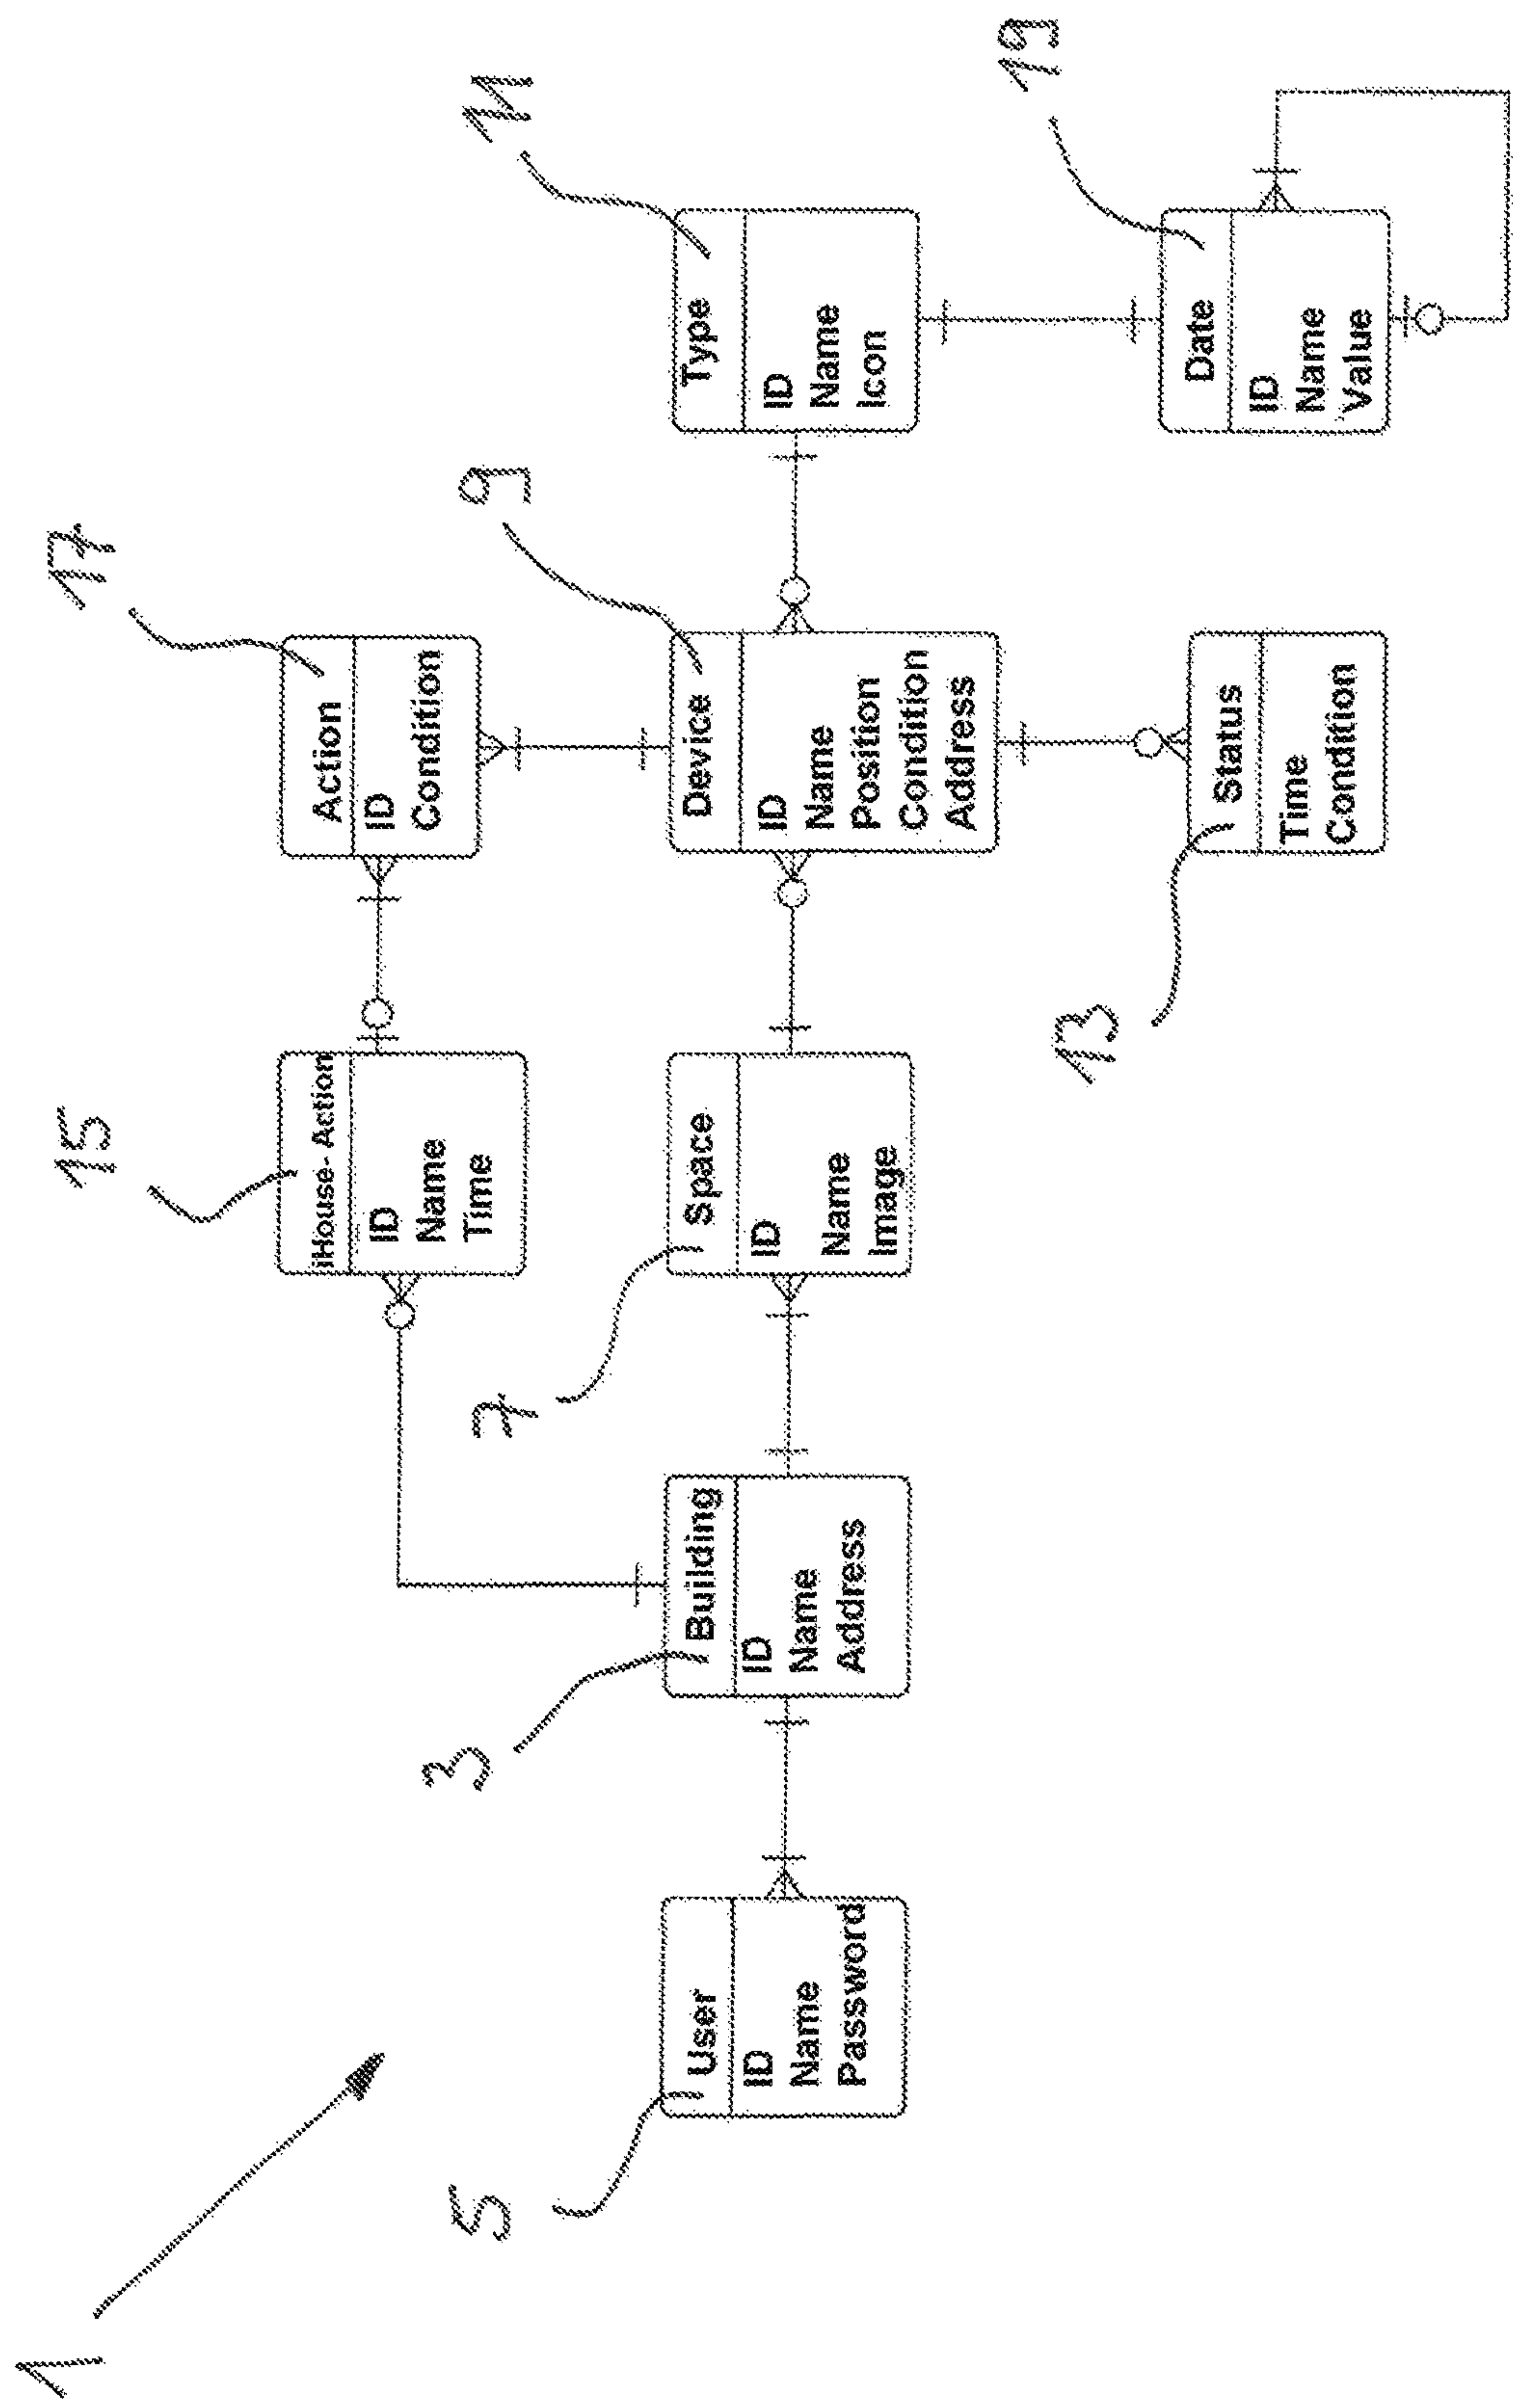 1
15
iHouse- Action
ID
Name
Time
17
Action
ID
Condition
5
User
ID
Name
Password
3
Building
ID
Name
Address
7
Space
ID
Name
Image
9
Device
ID
Name
Position
Condition
Address
11
Type
ID
Name
Icon
13
Status
Time
Condition
19
Date
ID
Name
Value